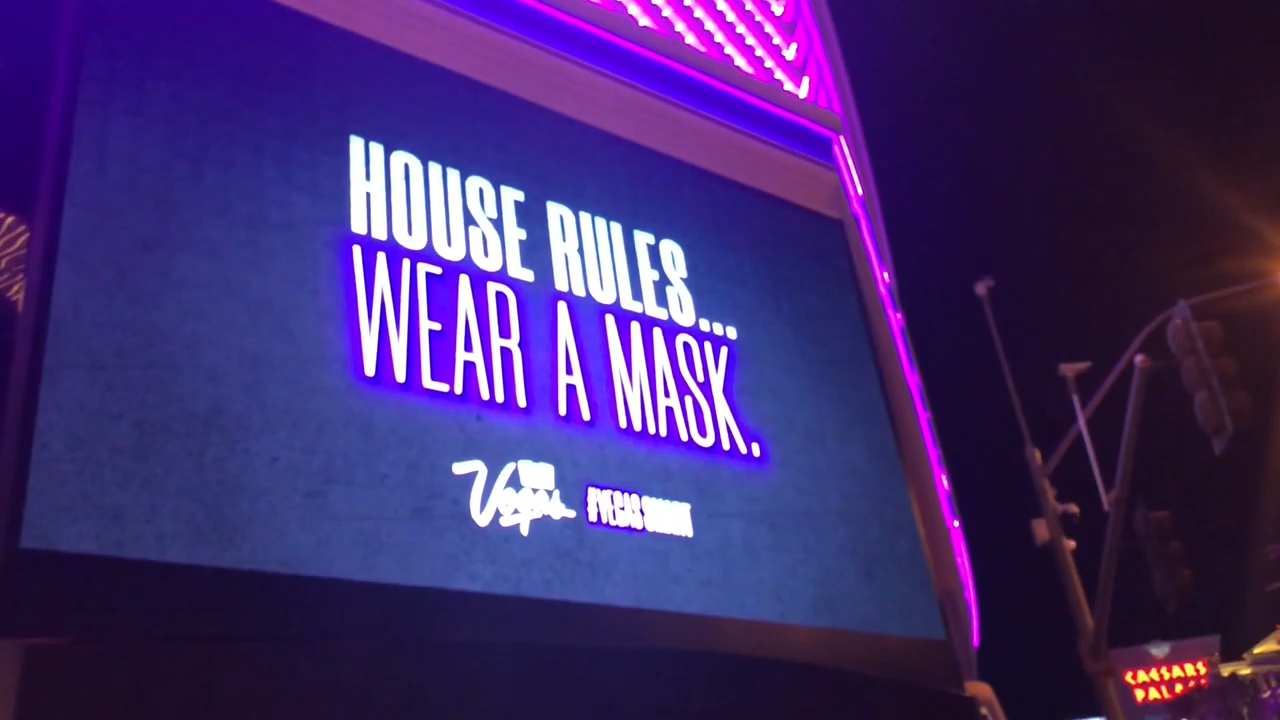 HOUSE RULES...
WEAR A MASK.
Vegas #VEGASSMART
CAESARS
PALACE